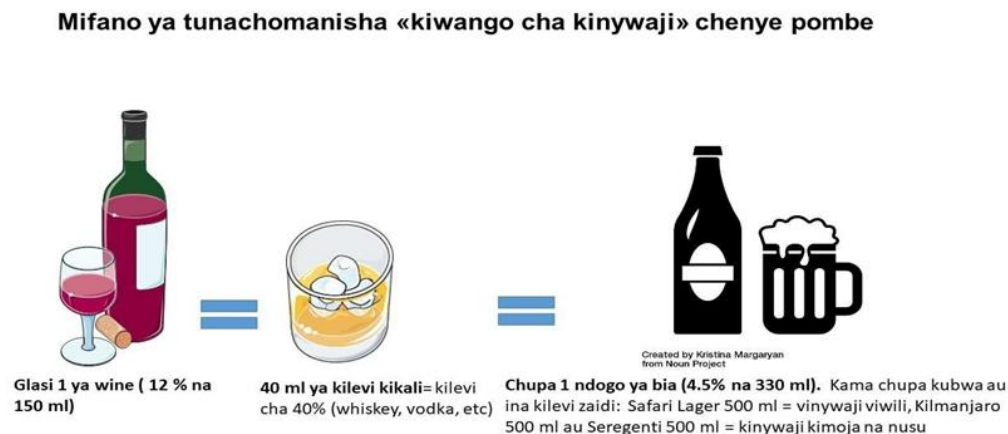 Mifano ya tunachomanisha «kiwango cha kinywaji» chenye pombe
Created by Kristina Margaryan
from Noun Project
Glasi 1 ya wine ( 12 % na
150 ml)
40 ml ya kilevi kikali= kilevi
cha 40% (whiskey, vodka, etc)
Chupa 1 ndogo ya bia (4.5% na 330 ml). Kama chupa kubwa au
ina kilevi zaidi: Safari Lager 500 ml = vinywaji viwili, Kilmanjaro
500 ml au Seregenti 500 ml = kinywaji kimoja na nusu